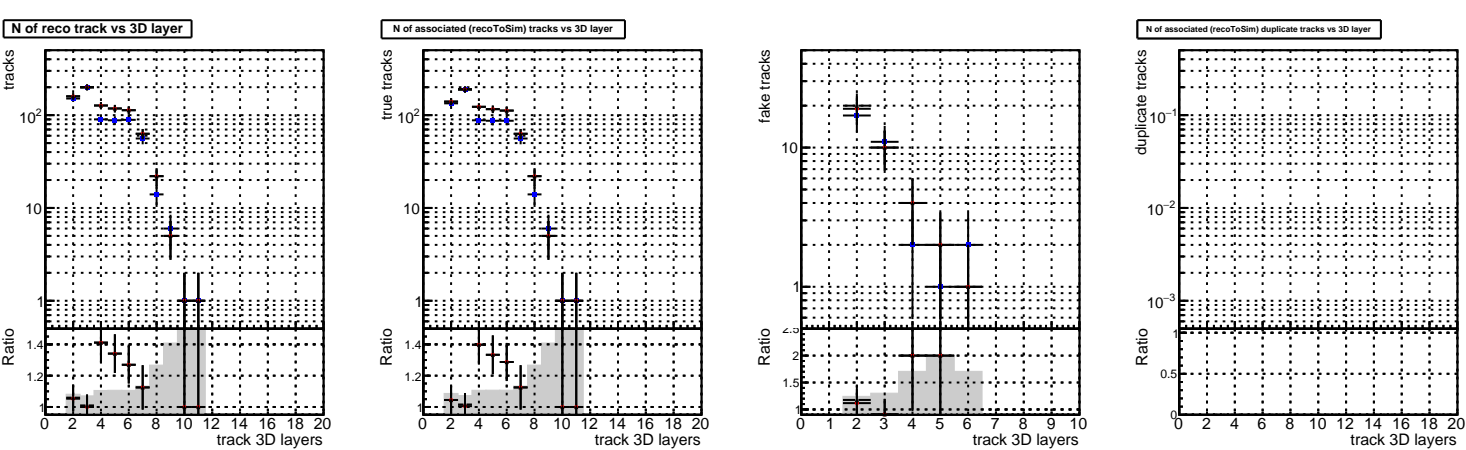 N of reco track vs 3D layer
tracks
10²
10
1
Ratio
1.4
1.2
1
0 2 4 6 8 10 12 14 16 18 20
track 3D layers
N of associated (recoToSim) tracks vs 3D layer
true tracks
10²
10
1
Ratio
1.4
1.2
1
0 2 4 6 8 10 12 14 16 18 20
track 3D layers
fake tracks
10
1
Ratio
2.5
2
1.5
1
0 1 2 3 4 5 6 7 8 9 10
track 3D layers
N of associated (recoToSim) duplicate tracks vs 3D layer
duplicate tracks
10⁻¹
10⁻²
10⁻³
Ratio
1
0.5
0
0 2 4 6 8 10 12 14 16 18 20
track 3D layers